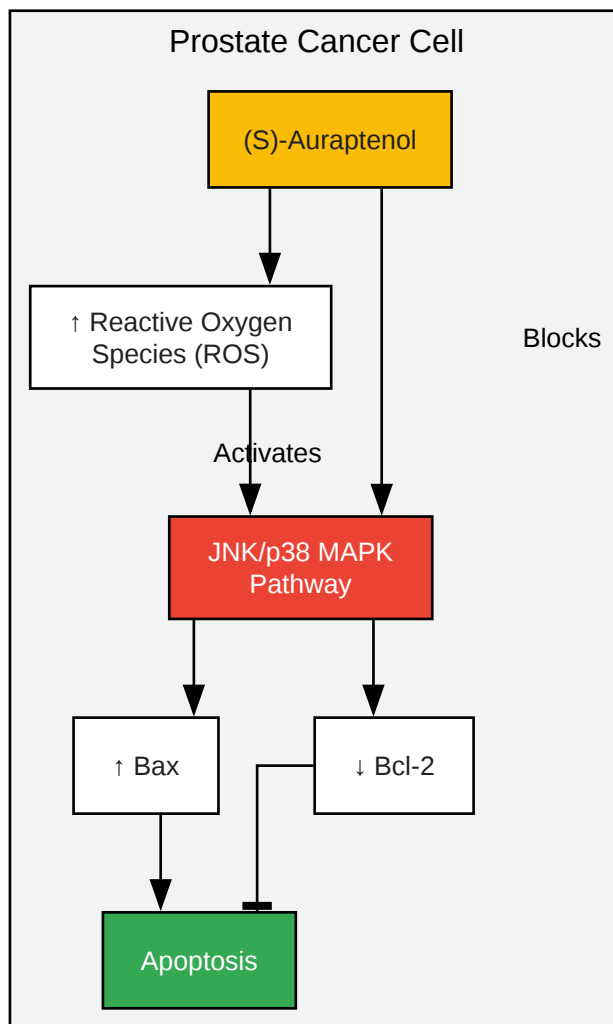 Prostate Cancer Cell
(S)-Auraptenol
↑ Reactive Oxygen
Species (ROS)
Blocks
Activates
JNK/p38 MAPK
Pathway
↑ Bax
↓ Bcl-2
Apoptosis